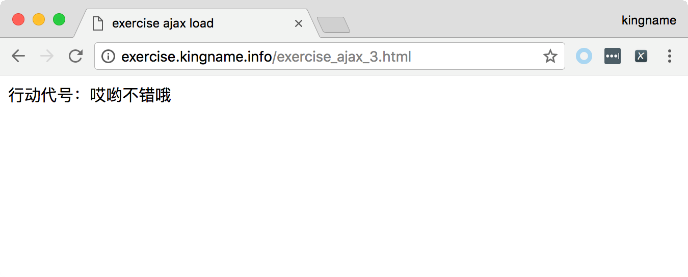 exercise ajax load
kingname
exercise.kingname.info/exercise_ajax_3.html
行动代号：哎哟不错哦